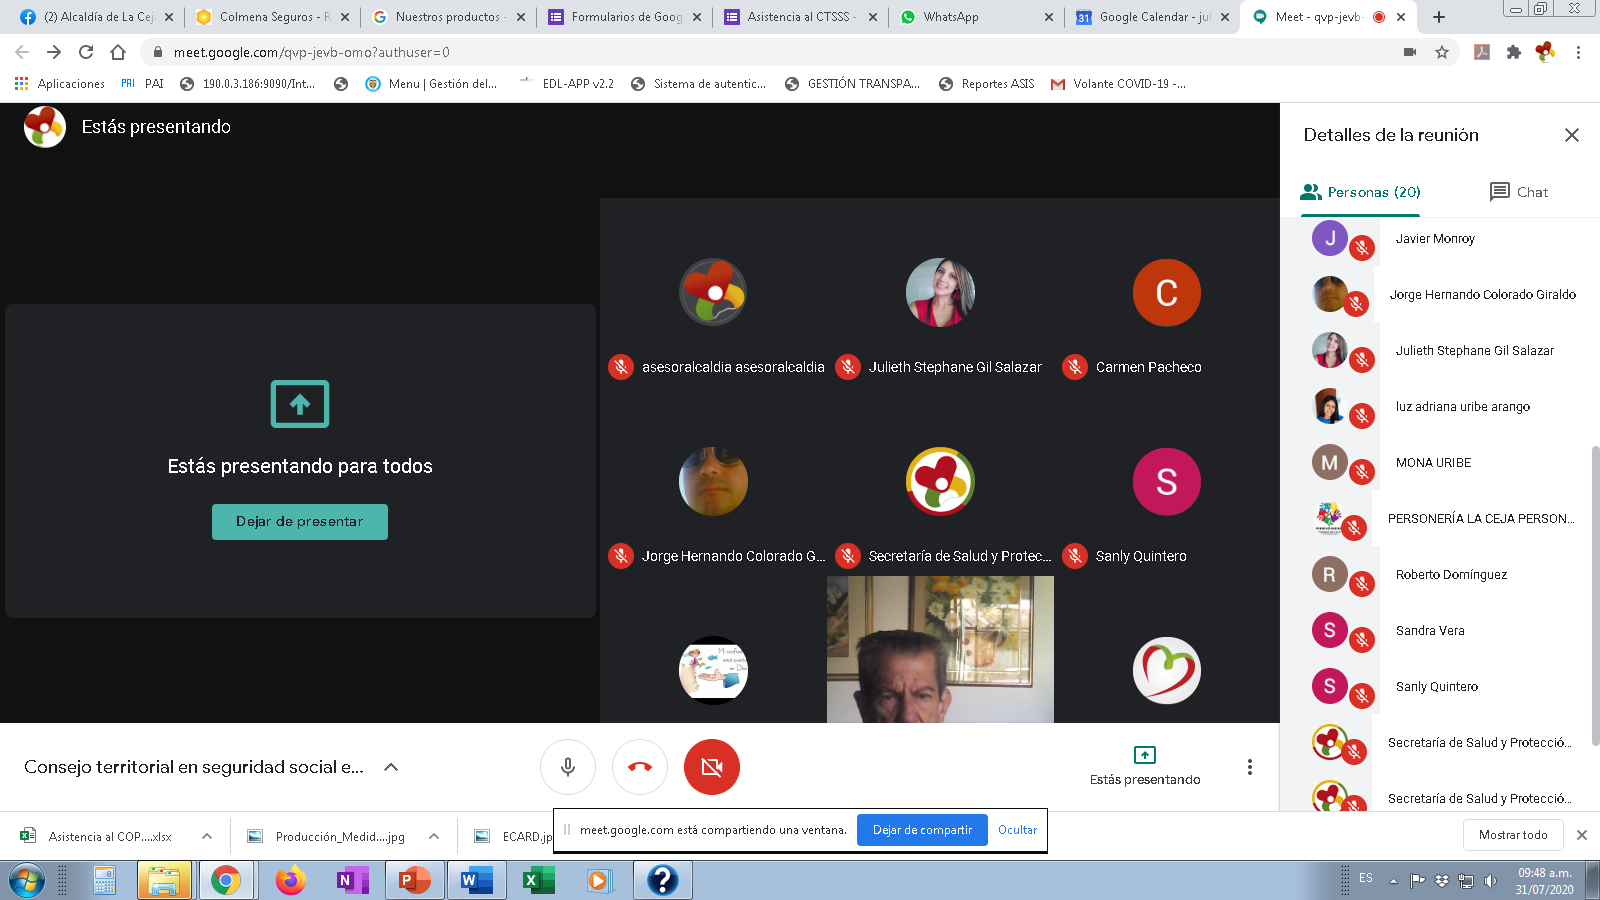 (2) Alcaldía de La Cej
Colmena Seguros - R
Nuestros productos -
Formularios de Goog
Asistencia al CTSSS -
WhatsApp
Google Calendar - jul
Meet - qvp-jevb-
meet.google.com/qvp-jevb-omo?authuser=0
Aplicaciones
PAI PAI
190.0.3.186:9090/Int...
Menu | Gestión del...
EDL-APP v2.2
Sistema de autentic...
GESTIÓN TRANSPA...
Reportes ASIS
Volante COVID-19 -...
Estás presentando
Estás presentando para todos
Dejar de presentar
asesoralcaldia asesoralcaldia
Julieth Stephane Gil Salazar
C
Carmen Pacheco
Jorge Hernando Colorado G...
Secretaría de Salud y Protec...
S
Sanly Quintero
Detalles de la reunión
Personas (20)
Chat
J
Javier Monroy
Jorge Hernando Colorado Giraldo
Julieth Stephane Gil Salazar
luz adriana uribe arango
M
MONA URIBE
PERSONERÍA LA CEJA PERSON...
R
Roberto Domínguez
S
Sandra Vera
S
Sanly Quintero
Secretaría de Salud y Protecció...
Secretaría de Salud y Protecció...
Consejo territorial en seguridad social e...
Estás presentando
Asistencia al COP....xlsx
Producción_Medid....jpg
ECARD.jp
meet.google.com está compartiendo una ventana.
Dejar de compartir
Ocultar
Mostrar todo
ES
09:48 a.m.
31/07/2020